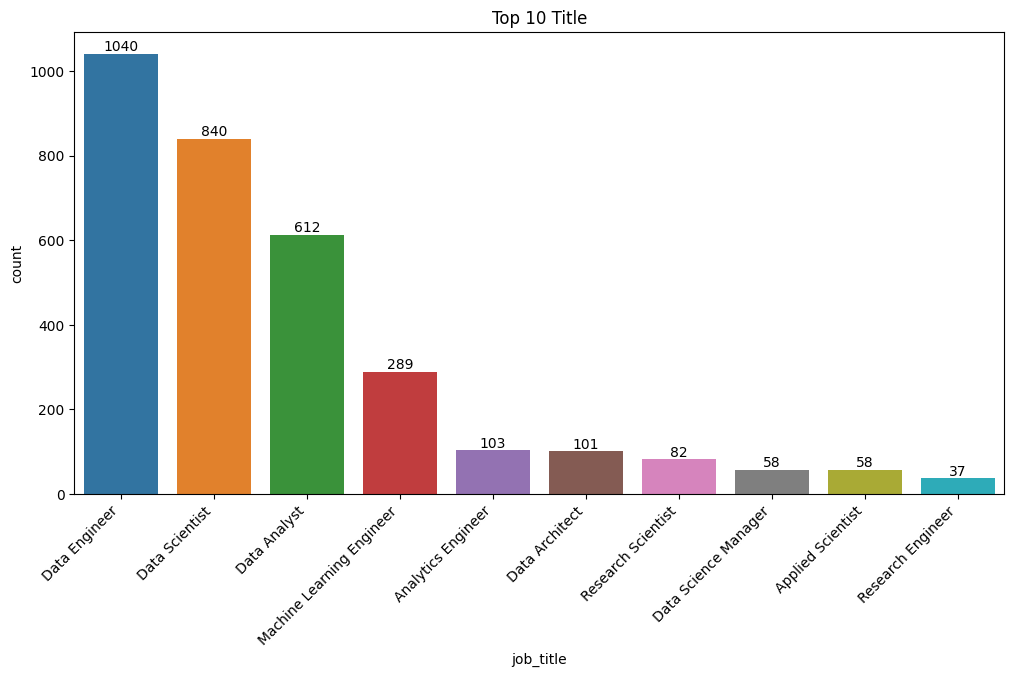 Top 10 Title
1040
840
612
289
103
101
82
58
58
37
1000
800
600
400
200
0
count
Data Engineer
Data Scientist
Data Analyst
Machine Learning Engineer
Analytics Engineer
Data Architect
Research Scientist
Data Science Manager
Applied Scientist
Research Engineer
job_title